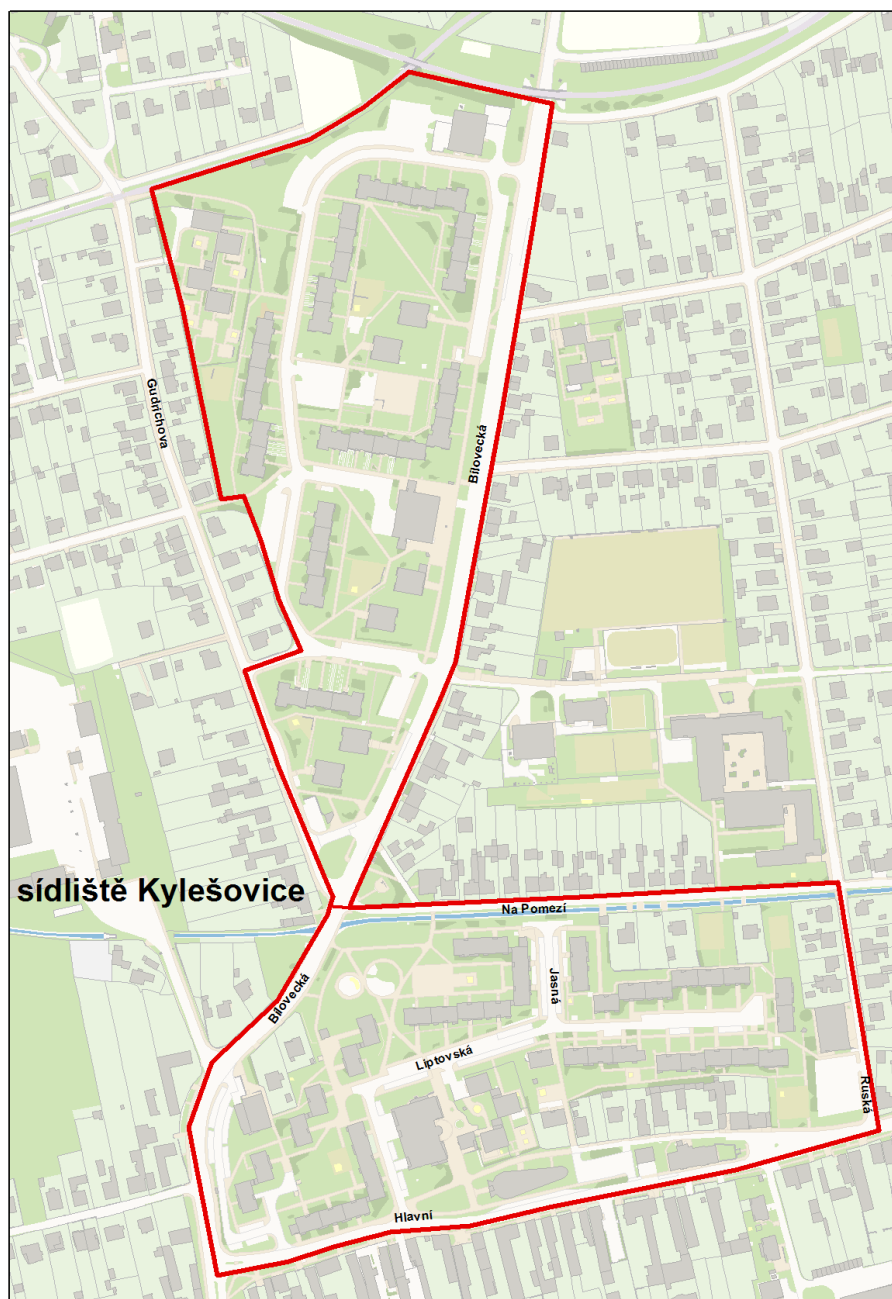 Gudrichova
Bílovecká
sídliště Kylešovice
Na Pomezí
Bílovecká
Jasná
Liptovská
Ruská
Hlavní